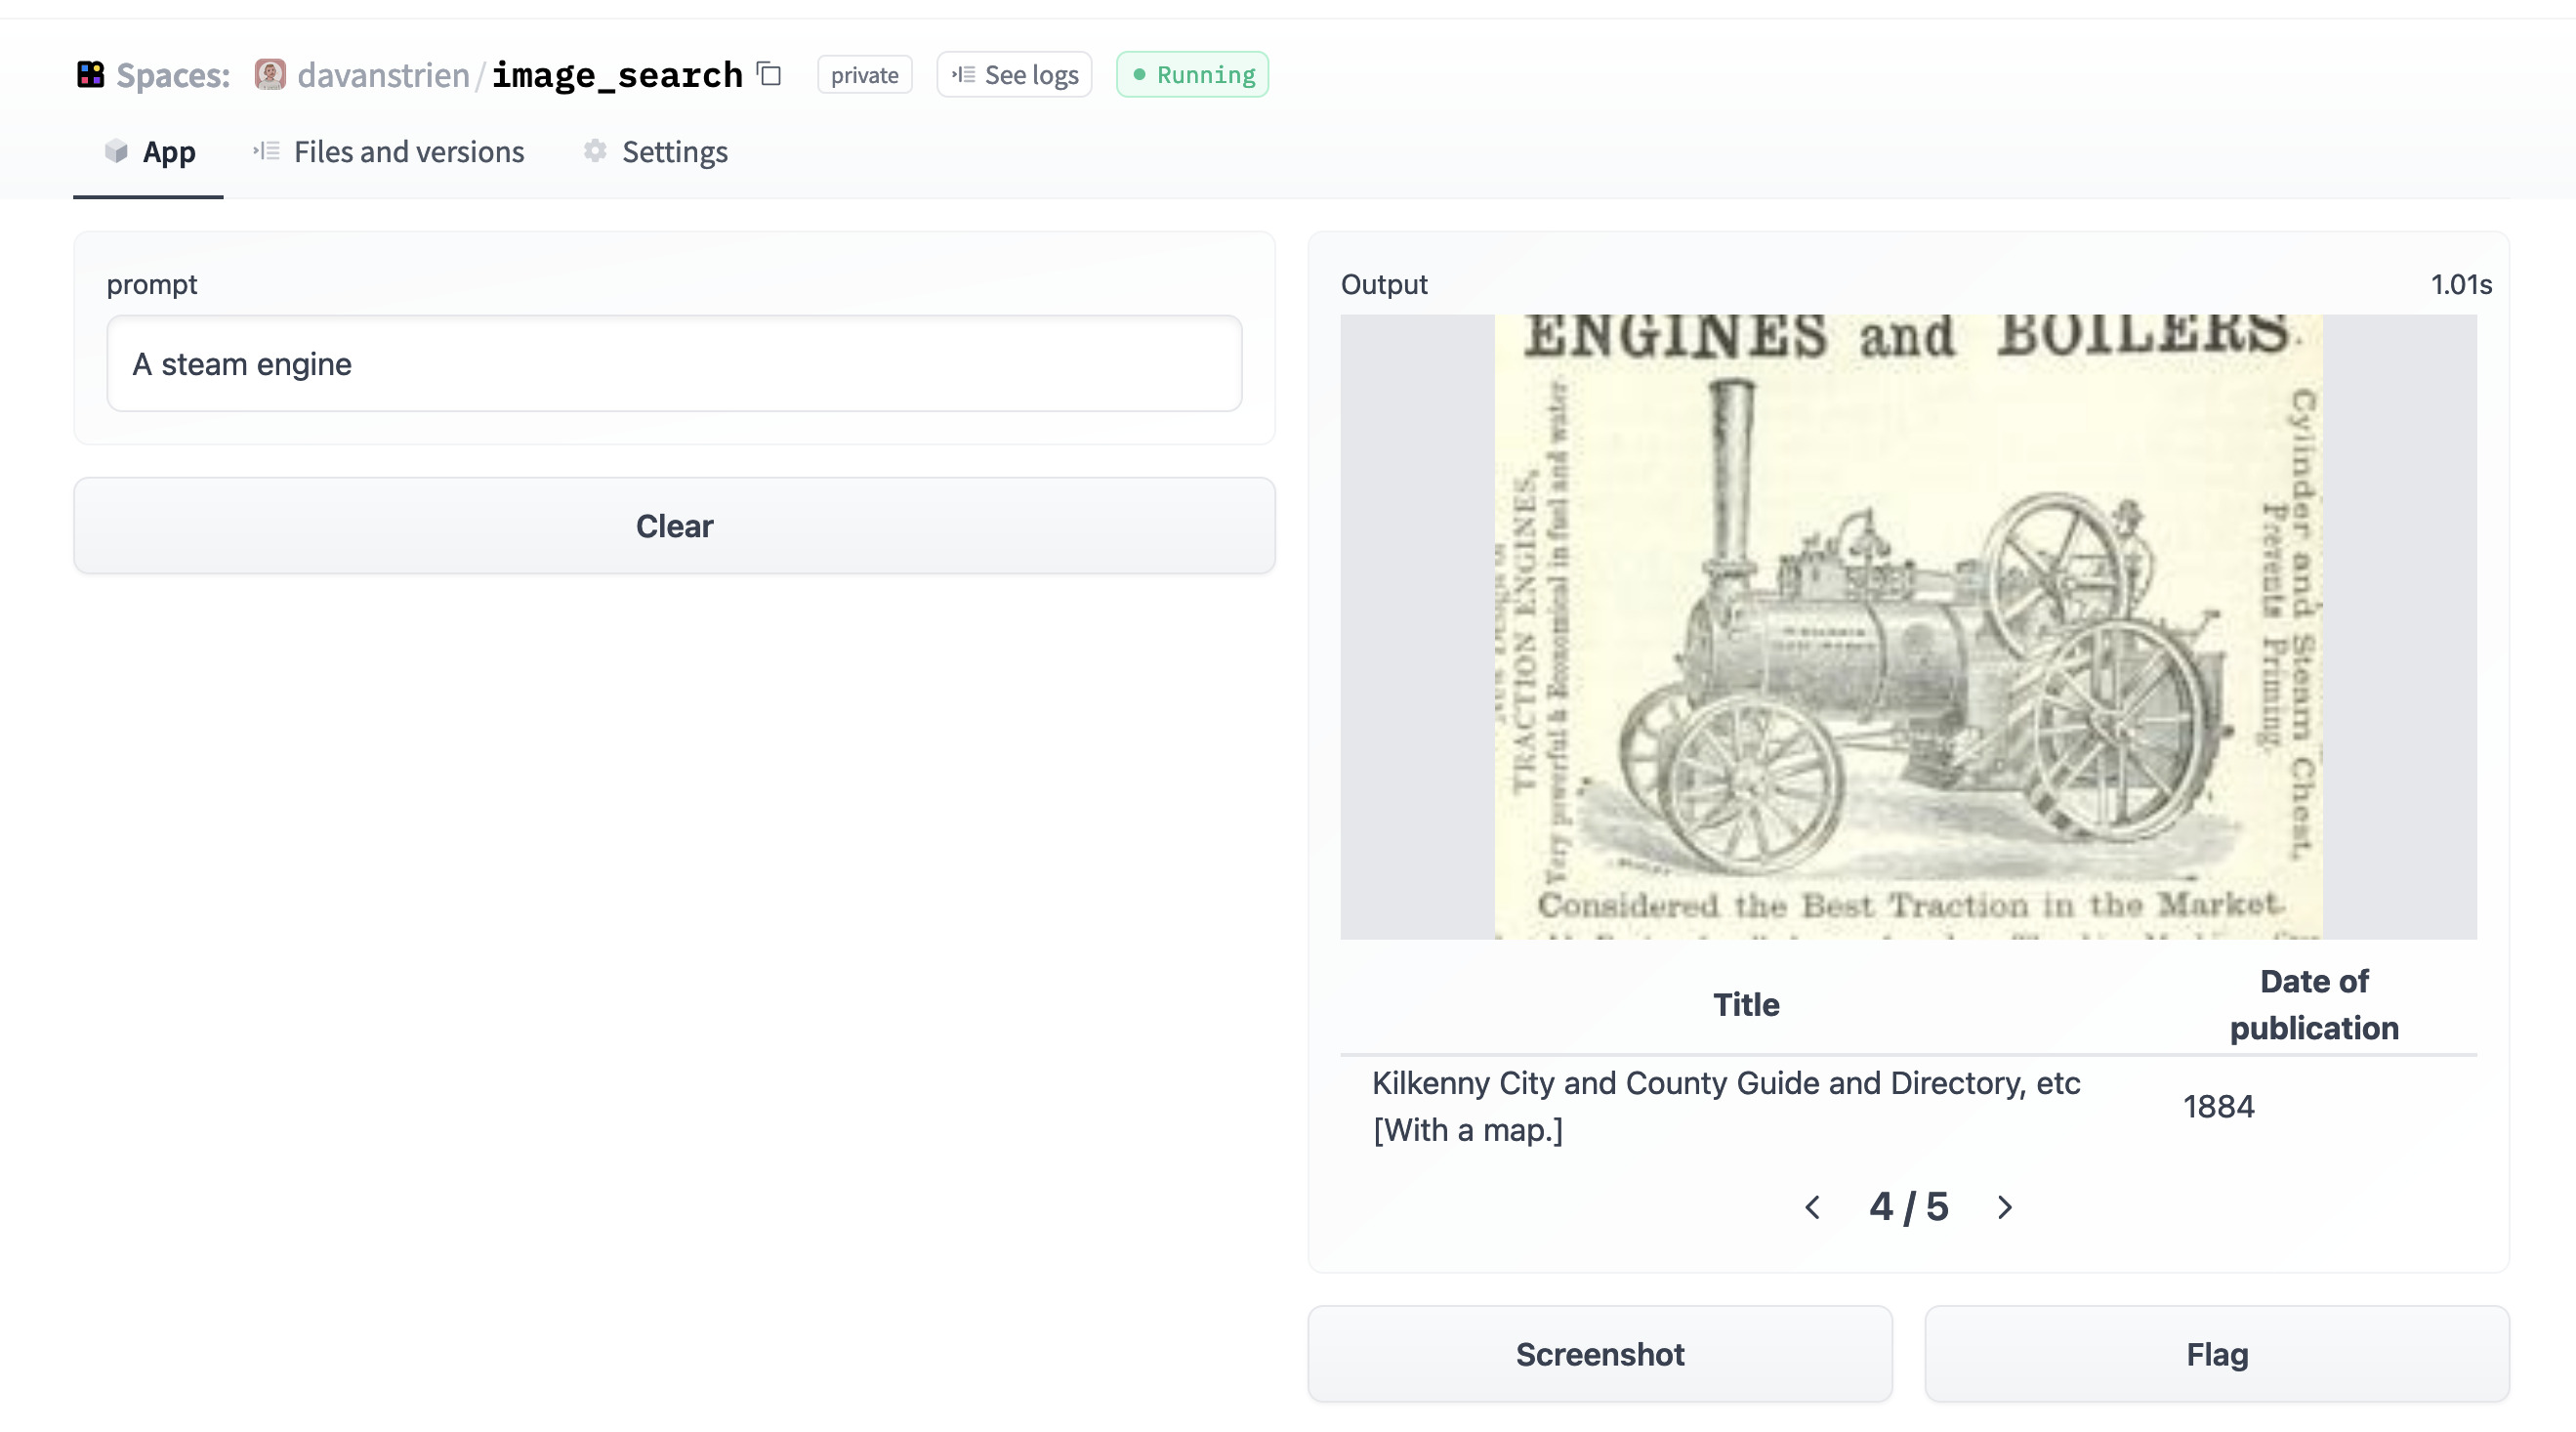 Spaces: davanstrien/image_search private See logs Running
App Files and versions Settings
prompt
A steam engine
Clear
Output 1.01s
ENGINES and BOILERS.
TRACTION ENGINES,
Very powerful & Economical in fuel and water
Cylinder and Steam Chest,
Prevents Priming.
Considered the Best Traction in the Market.
Title
Date of
publication
Kilkenny City and County Guide and Directory, etc
[With a map.]
1884
4 / 5
Screenshot
Flag